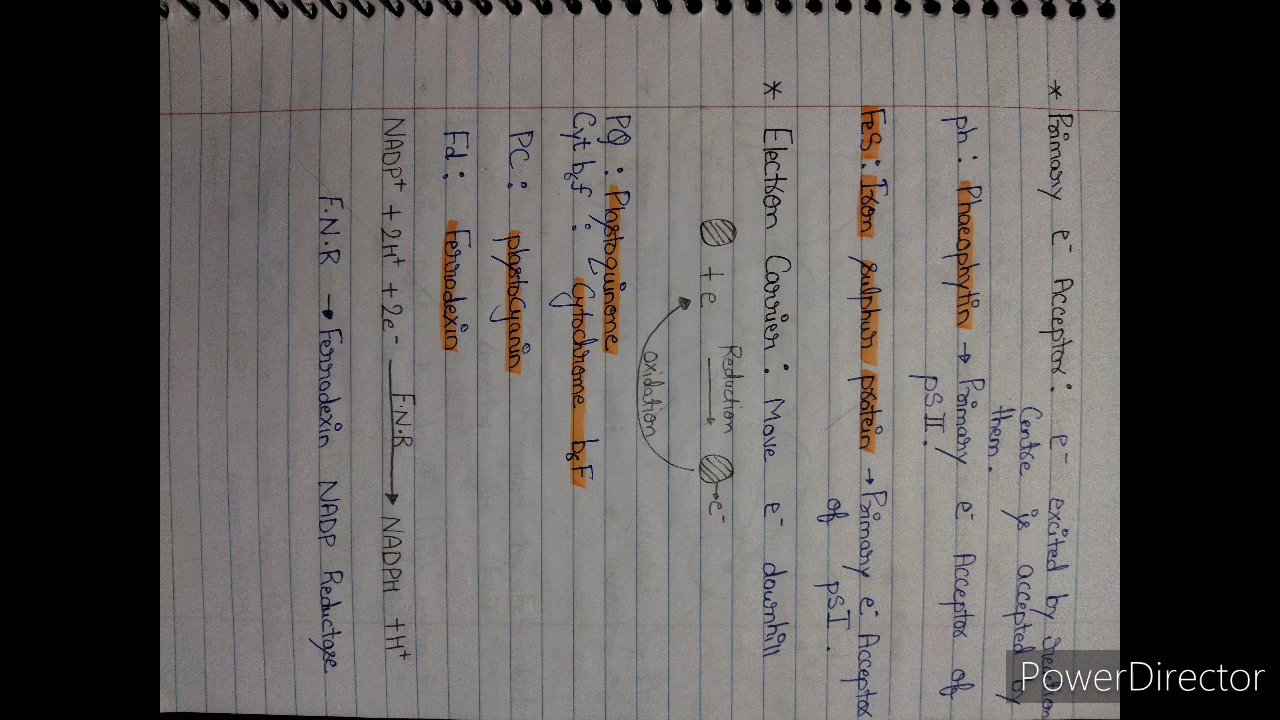 * Primary e⁻ Acceptor: e⁻ excited by reaction
Centre is accepted by
them.
ph: Phaeophytin → Primary e⁻ Acceptor of
pS II.
FeS: Iron sulphur protein → Primary e⁻ Acceptor
of pS I.
* Electron Carrier: Move e⁻ downhill
Reduction
+ e → e⁻
oxidation
PQ: Plastoquinone
Cyt b₆f: Cytochrome b₆F
PC: plastoCyanin
Fd: Ferrodexin
F.N.R
NADP⁺ + 2H⁺ + 2e⁻ → NADPH + H⁺
F.N.R → Ferrodexin NADP Reductase
PowerDirector